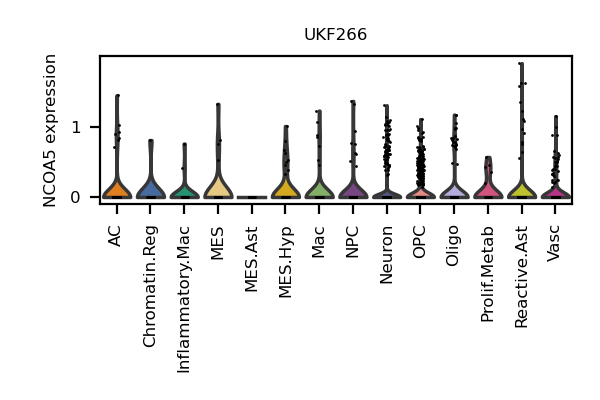 UKF266
NCOA5 expression
1
0
AC
Chromatin.Reg
Inflammatory.Mac
MES
MES.Ast
MES.Hyp
Mac
NPC
Neuron
OPC
Oligo
Prolif.Metab
Reactive.Ast
Vasc